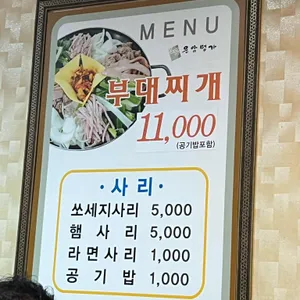 MENU
부대찌개
11,000
(공기밥포함)
·사리·
쏘세지사리 5,000
햄사리 5,000
라면사리 1,000
공기밥 1,000